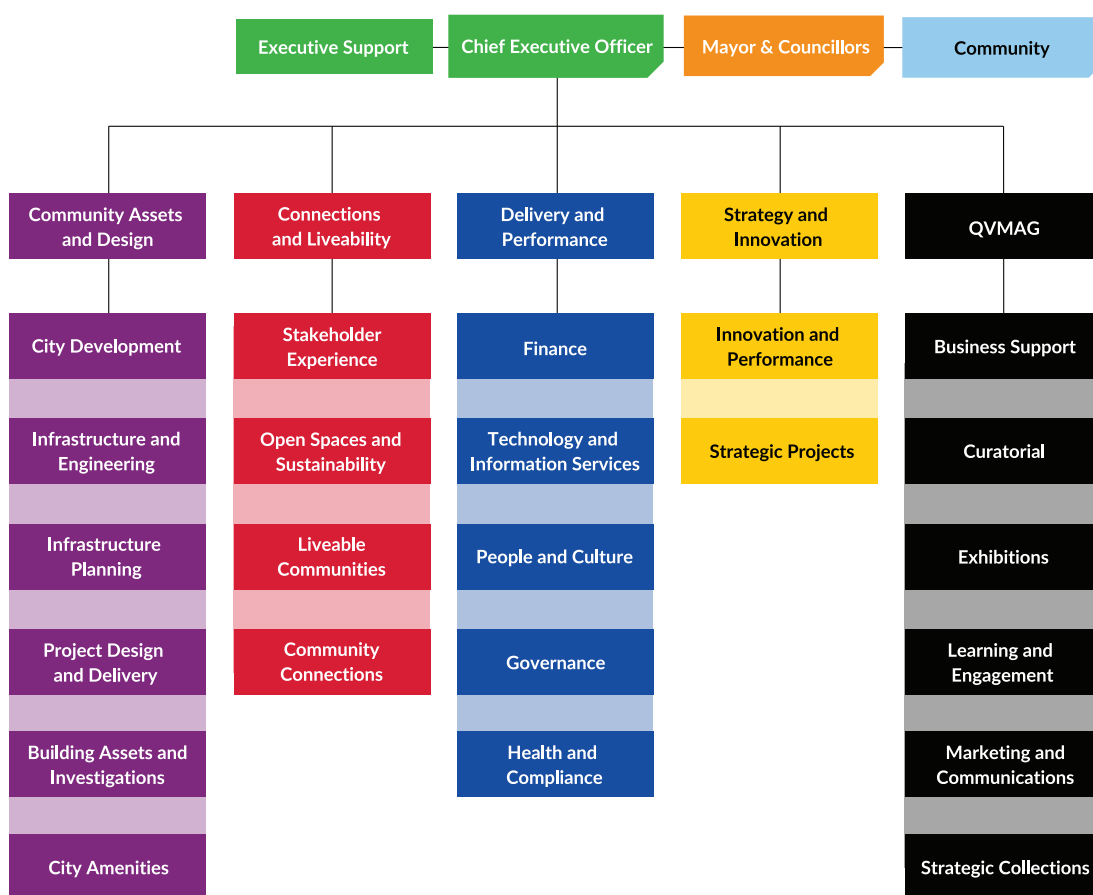 Executive Support
Chief Executive Officer
Mayor & Councillors
Community
Community Assets
and Design
Connections
and Liveability
Delivery and
Performance
Strategy and
Innovation
QVMAG
City Development
Infrastructure and
Engineering
Infrastructure
Planning
Project Design
and Delivery
Building Assets and
Investigations
City Amenities
Stakeholder
Experience
Open Spaces and
Sustainability
Liveable
Communities
Community
Connections
Finance
Technology and
Information Services
People and Culture
Governance
Health and
Compliance
Innovation and
Performance
Strategic Projects
Business Support
Curatorial
Exhibitions
Learning and
Engagement
Marketing and
Communications
Strategic Collections